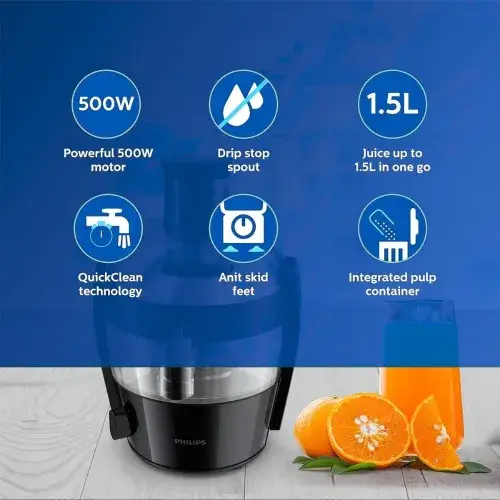 500W
Powerful 500W
motor
Drip stop
spout
1.5L
Juice up to
1.5L in one go
QuickClean
technology
Anit skid
feet
Integrated pulp
container
PHILIPS